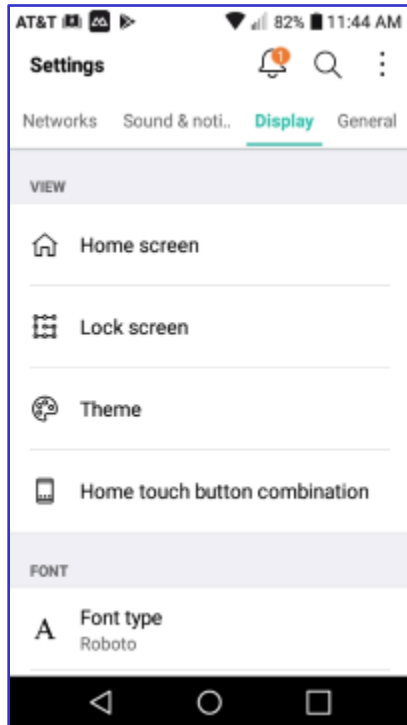 AT&T 82% 11:44 AM
Settings 1
Networks Sound & noti.. Display General
VIEW
Home screen
Lock screen
Theme
Home touch button combination
FONT
A Font type
Roboto